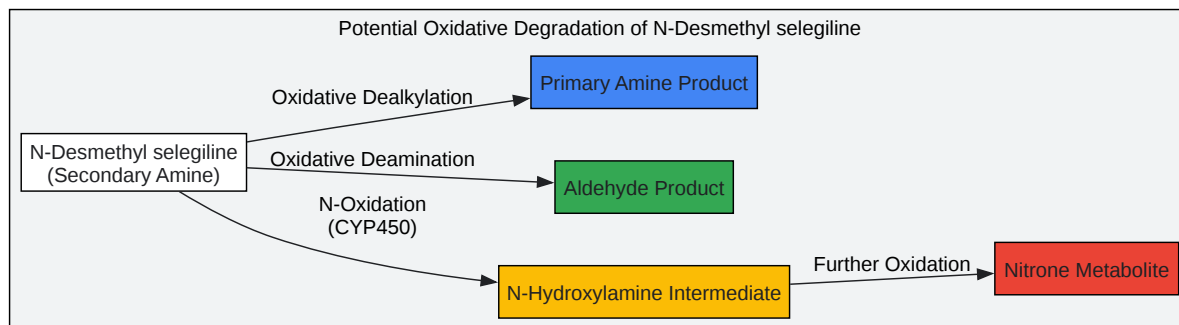 Potential Oxidative Degradation of N-Desmethyl selegiline
Primary Amine Product
Oxidative Dealkylation
N-Desmethyl selegiline
(Secondary Amine)
Oxidative Deamination
Aldehyde Product
N-Oxidation
(CYP450)
N-Hydroxylamine Intermediate
Further Oxidation
Nitrone Metabolite